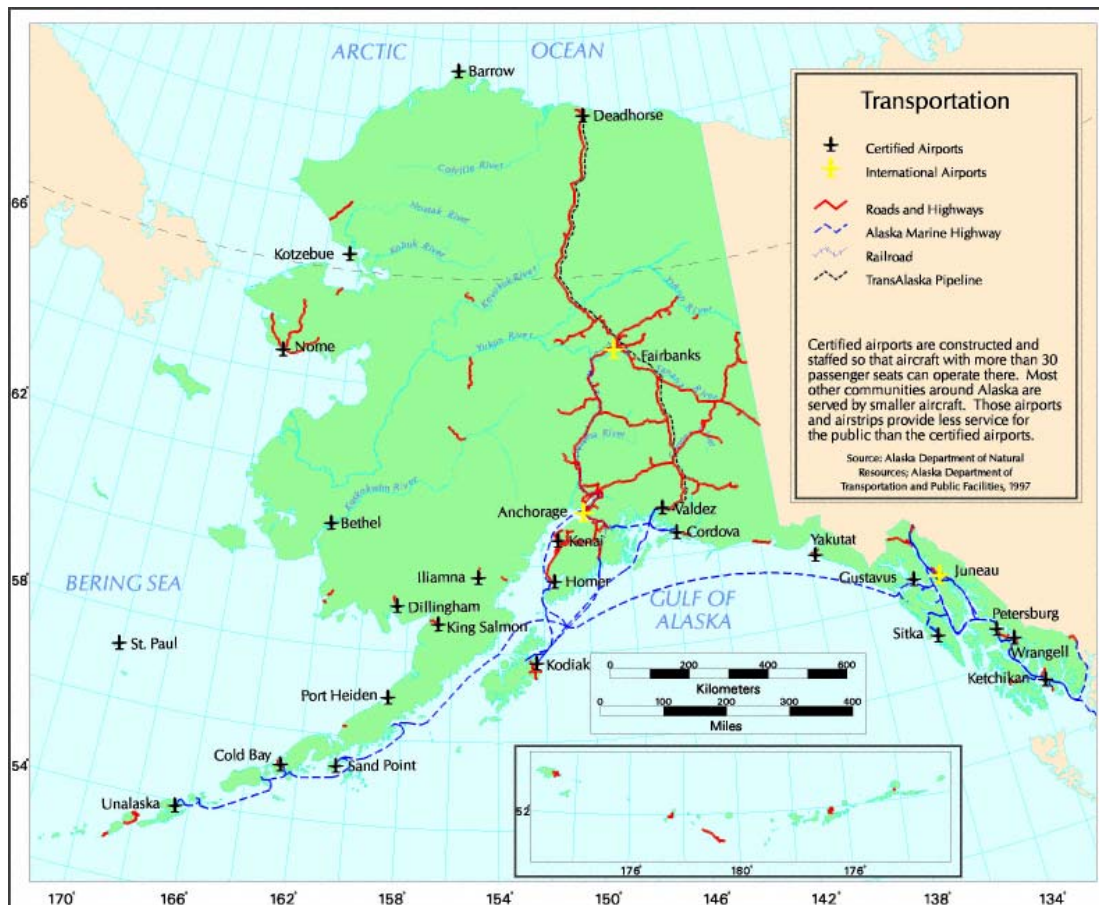 ARCTIC OCEAN
Barrow
Deadhorse
Colville River
Noatak River
66°
Kotzebue
Kobuk River
Koyukuk River
Yukon River
Nome
Yukon River
Fairbanks
Tanana River
62°
Kuskokwim River
Bethel
Anchorage
Valdez
Cordova
Kenai
Yakutat
58°
BERING SEA
Iliamna
Homer
Gustavus
Juneau
Dillingham
King Salmon
GULF OF
ALASKA
Petersburg
Sitka
Wrangell
St. Paul
Kodiak
Ketchikan
Port Heiden
Cold Bay
Sand Point
54°
Unalaska
Transportation
Certified Airports
International Airports
Roads and Highways
Alaska Marine Highway
Railroad
TransAlaska Pipeline
Certified airports are constructed and
staffed so that aircraft with more than 30
passenger seats can operate there. Most
other communities around Alaska are
served by smaller aircraft. Those airports
and airstrips provide less service for
the public than the certified airports.
Source: Alaska Department of Natural
Resources; Alaska Department of
Transportation and Public Facilities, 1997
0 200 400 600
Kilometers
0 100 200 300 400
Miles
52
176° 180° 176°
170° 166° 162° 158° 154° 150° 146° 142° 138° 134°